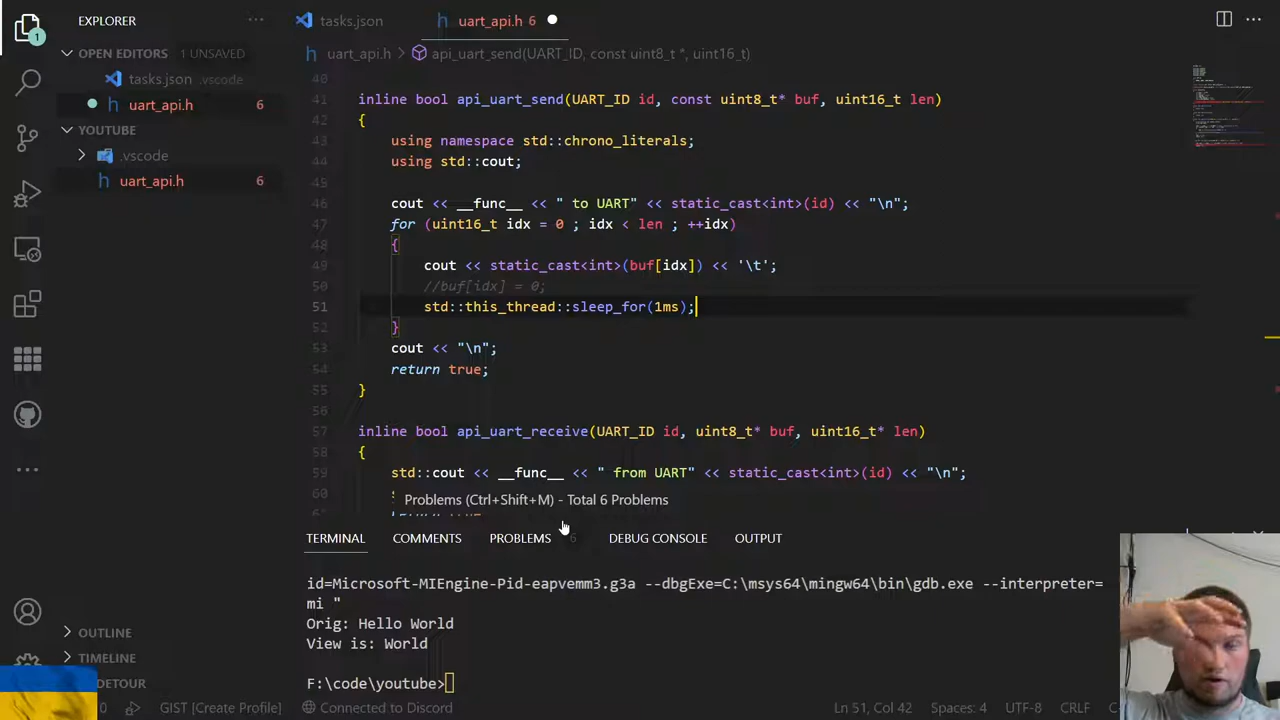 EXPLORER
OPEN EDITORS 1 UNSAVED
tasks.json .vscode
uart_api.h 6
YOUTUBE
.vscode
uart_api.h 6
OUTLINE
TIMELINE
DETOUR
1
tasks.json
uart_api.h 6
uart_api.h > api_uart_send(UART_ID, const uint8_t *, uint16_t)
40
41 inline bool api_uart_send(UART_ID id, const uint8_t* buf, uint16_t len)
42 {
43 using namespace std::chrono_literals;
44 using std::cout;
45
46 cout << __func__ << " to UART" << static_cast<int>(id) << "\n";
47 for (uint16_t idx = 0 ; idx < len ; ++idx)
48 {
49 cout << static_cast<int>(buf[idx]) << '\t';
50 //buf[idx] = 0;
51 std::this_thread::sleep_for(1ms);
52 }
53 cout << "\n";
54 return true;
55 }
56
57 inline bool api_uart_receive(UART_ID id, uint8_t* buf, uint16_t* len)
58 {
59 std::cout << __func__ << " from UART" << static_cast<int>(id) << "\n";
60
Problems (Ctrl+Shift+M) - Total 6 Problems
TERMINAL COMMENTS PROBLEMS 6 DEBUG CONSOLE OUTPUT
id=Microsoft-MIEngine-Pid-eapvemm3.g3a --dbgExe=C:\msys64\mingw64\bin\gdb.exe --interpreter=
mi "
Orig: Hello World
View is: World
F:\code\youtube>
0 GIST [Create Profile] Connected to Discord Ln 51, Col 42 Spaces: 4 UTF-8 CRLF